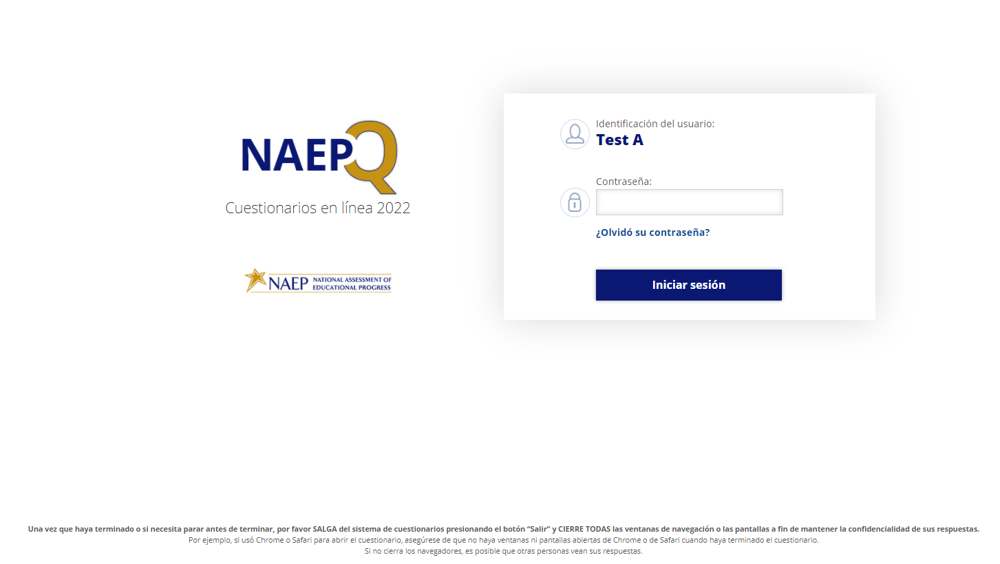 NAEPQ
Cuestionarios en línea 2022
NAEP NATIONAL ASSESSMENT OF
EDUCATIONAL PROGRESS
Identificación del usuario:
Test A
Contraseña:
¿Olvidó su contraseña?
Iniciar sesión
Una vez que haya terminado o si necesita parar antes de terminar, por favor SALGA del sistema de cuestionarios presionando el botón “Salir” y CIERRE TODAS las ventanas de navegación o las pantallas a fin de mantener la confidencialidad de sus respuestas.
Por ejemplo, si usó Chrome o Safari para abrir el cuestionario, asegúrese de que no haya ventanas ni pantallas abiertas de Chrome o de Safari cuando haya terminado el cuestionario.
Si no cierra los navegadores, es posible que otras personas vean sus respuestas.